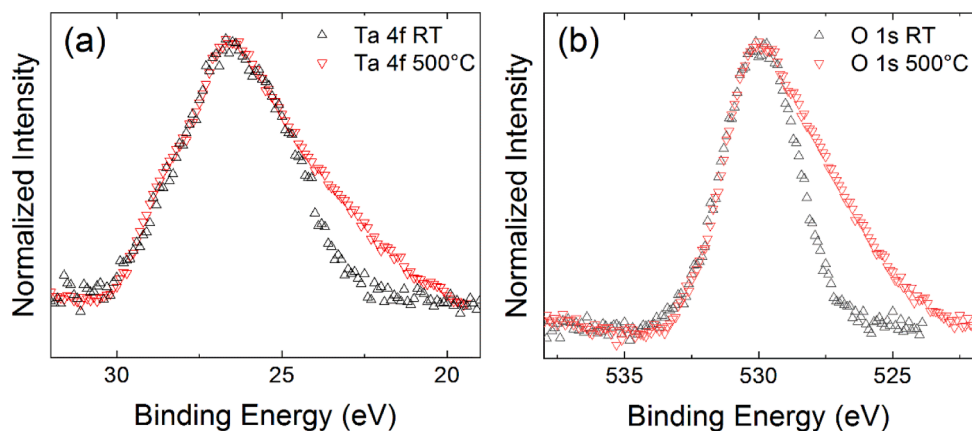 (a)
△ Ta 4f RT
▽ Ta 4f 500°C
Normalized Intensity
30 25 20
Binding Energy (eV)
(b)
△ O 1s RT
▽ O 1s 500°C
Normalized Intensity
535 530 525
Binding Energy (eV)